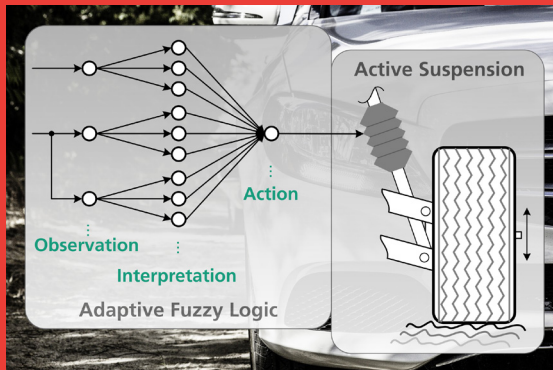 Active Suspension
Action
Observation
Interpretation
Adaptive Fuzzy Logic